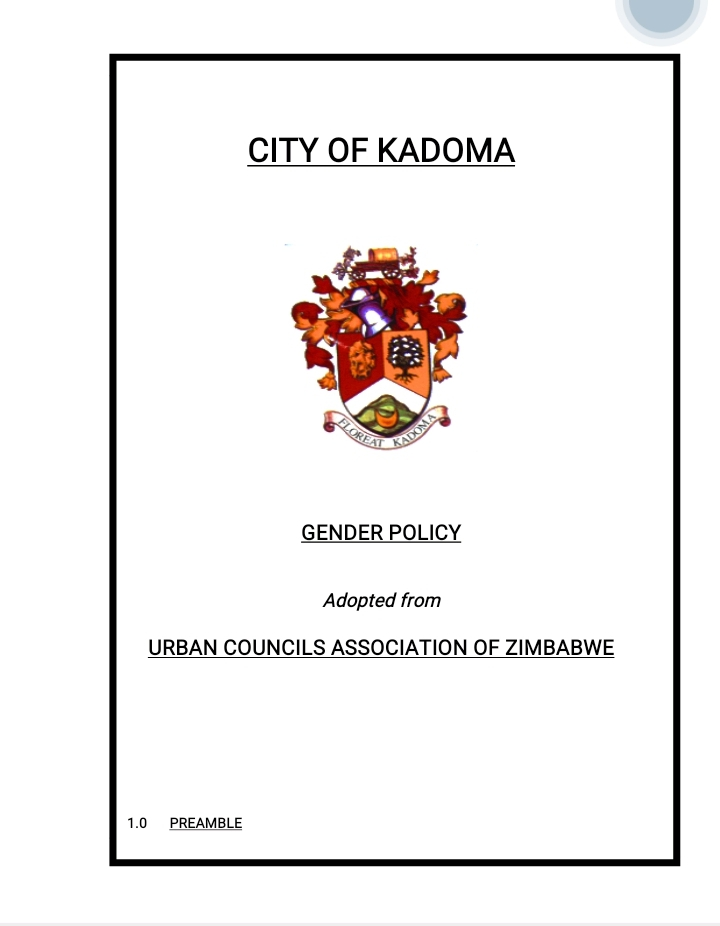 CITY OF KADOMA
FLOREAT KADOMA
GENDER POLICY
Adopted from
URBAN COUNCILS ASSOCIATION OF ZIMBABWE
1.0 PREAMBLE